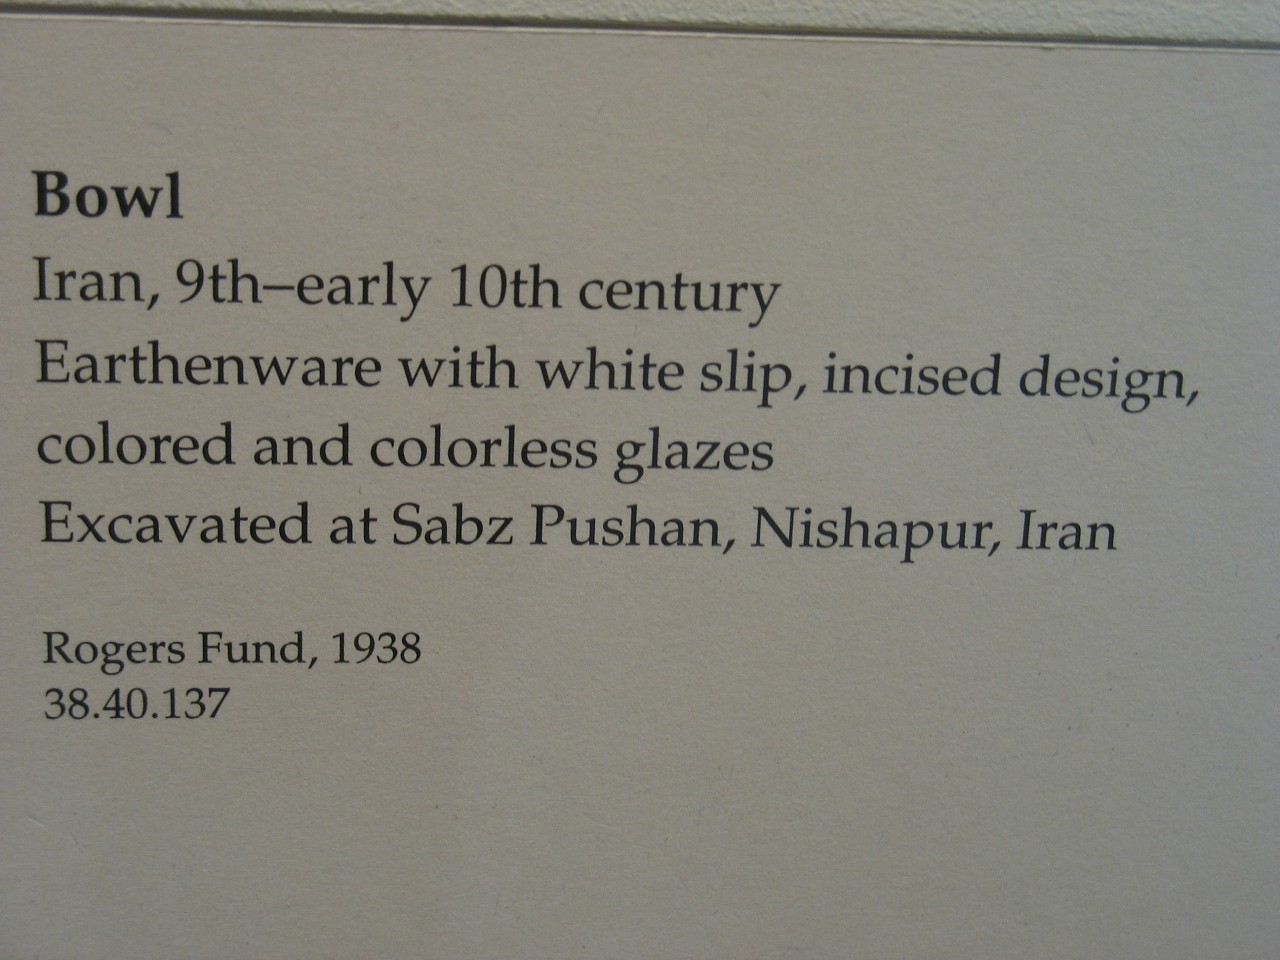 Bowl
Iran, 9th–early 10th century
Earthenware with white slip, incised design,
colored and colorless glazes
Excavated at Sabz Pushan, Nishapur, Iran
Rogers Fund, 1938
38.40.137